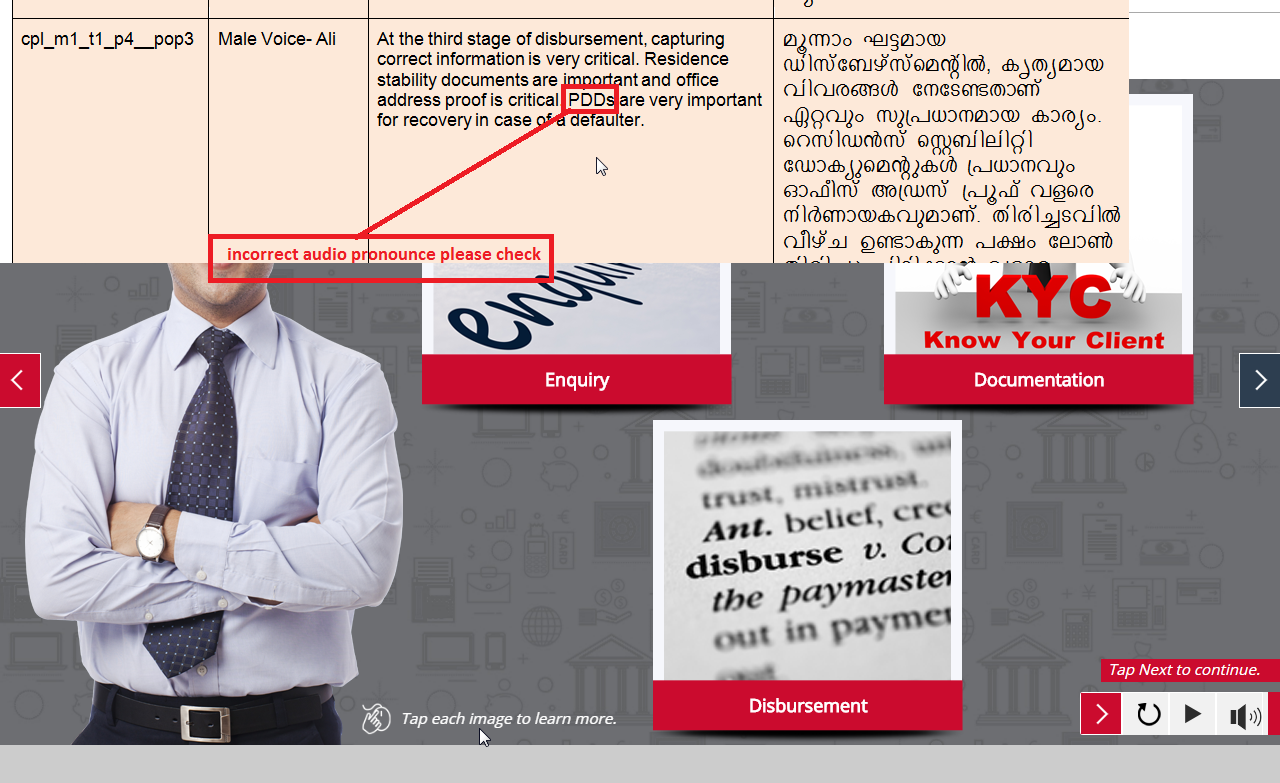 cpl_m1_t1_p4__pop3
Male Voice- Ali
At the third stage of disbursement, capturing
correct information is very critical. Residence
stability documents are important and office
address proof is critical. PDDs are very important
for recovery in case of a defaulter.
മൂന്നാം ഘട്ടമായ
ഡിസ്ബേഴ്സ്മെന്റിൽ, കൃത്യമായ
വിവരങ്ങൾ നേടേണ്ടതാണ്
ഏറ്റവും സുപ്രധാനമായ കാര്യം.
റെസിഡൻസ് സ്റ്റെബിലിറ്റി
ഡോക്യുമെന്റുകൾ പ്രധാനവും
ഓഫീസ് അഡ്രസ് പ്രൂഫ് വളരെ
നിർണായകവുമാണ്. തിരിച്ചടവിൽ
വീഴ്ച ഉണ്ടാകുന്ന പക്ഷം ലോൺ
incorrect audio pronounce please check
enqui
KYC
Know Your Client
Enquiry
Documentation
doubtfulness,
trust, mistrust.
Ant. belief, cre
disburse v. Co
the paymaster
out in payme
Disbursement
Tap each image to learn more.
Tap Next to continue.